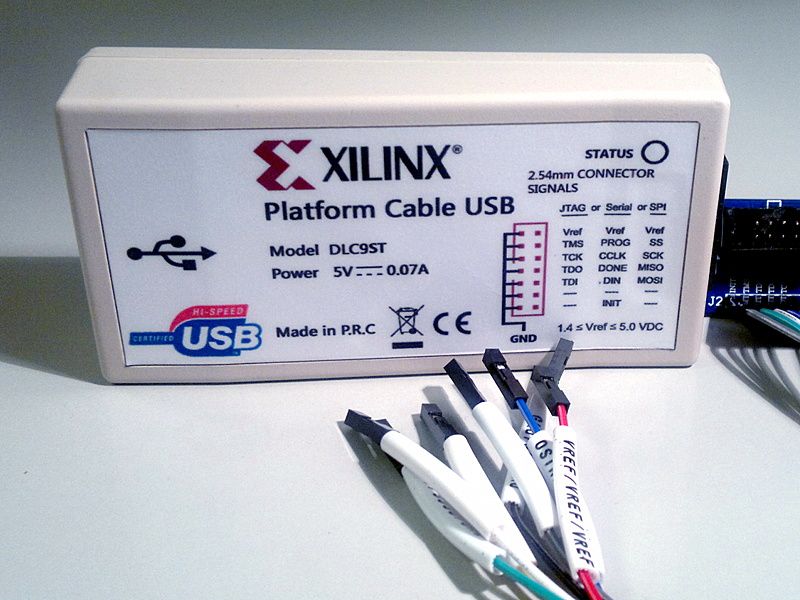 XILINX®
Platform Cable USB
Model DLC9ST
Power 5V 0.07A
Made in P.R.C
CE
HI-SPEED
CERTIFIED USB
STATUS
2.54mm CONNECTOR
SIGNALS
JTAG or Serial or SPI
Vref Vref Vref
TMS PROG SS
TCK CCLK SCK
TDO DONE MISO
TDI DIN MOSI
--- --- ---
--- INIT ---
GND
1.4 ≤ Vref ≤ 5.0 VDC
J2
VREF/VREF/VREF